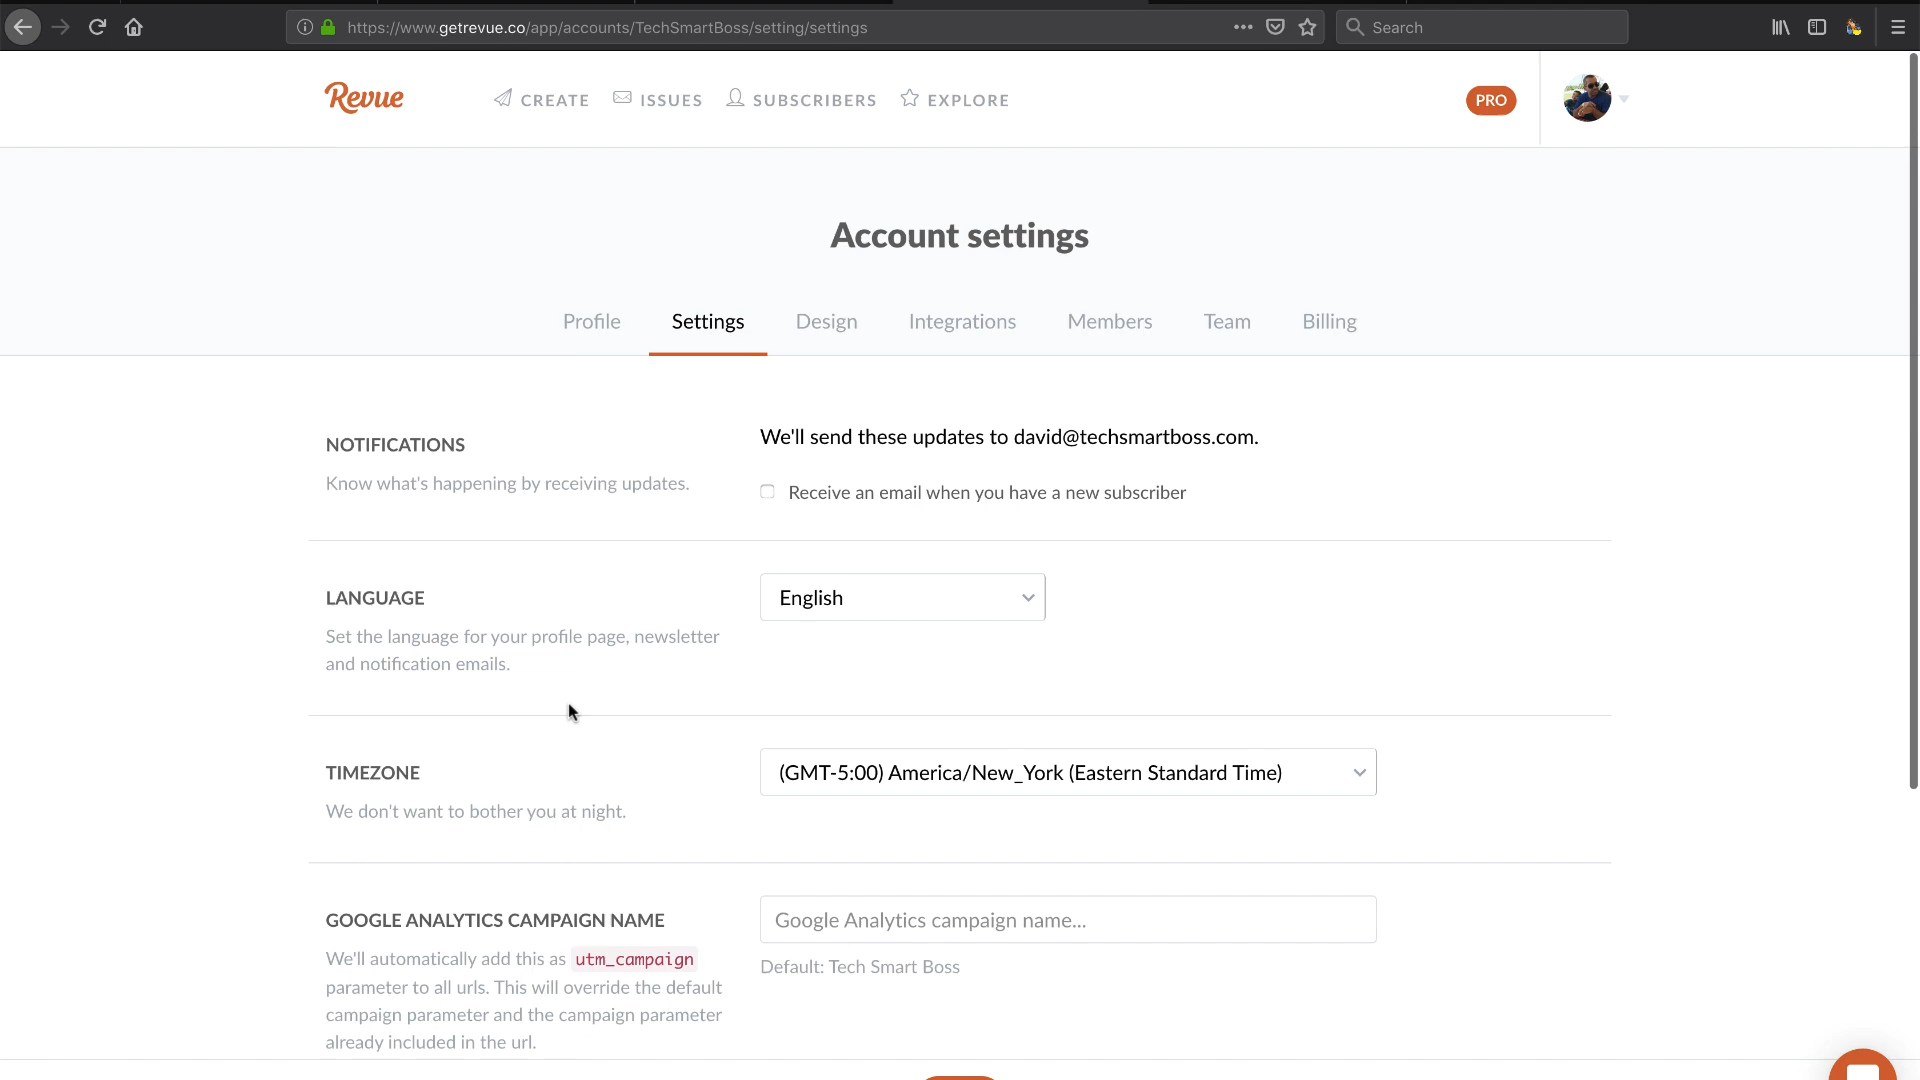 https://www.getrevue.co/app/accounts/TechSmartBoss/setting/settings
Search
Revue
CREATE
ISSUES
SUBSCRIBERS
EXPLORE
PRO
Account settings
Profile
Settings
Design
Integrations
Members
Team
Billing
NOTIFICATIONS
Know what's happening by receiving updates.
We'll send these updates to david@techsmartboss.com.
Receive an email when you have a new subscriber
LANGUAGE
Set the language for your profile page, newsletter
and notification emails.
English
TIMEZONE
We don't want to bother you at night.
(GMT-5:00) America/New_York (Eastern Standard Time)
GOOGLE ANALYTICS CAMPAIGN NAME
We'll automatically add this as utm_campaign
parameter to all urls. This will override the default
campaign parameter and the campaign parameter
already included in the url.
Google Analytics campaign name...
Default: Tech Smart Boss